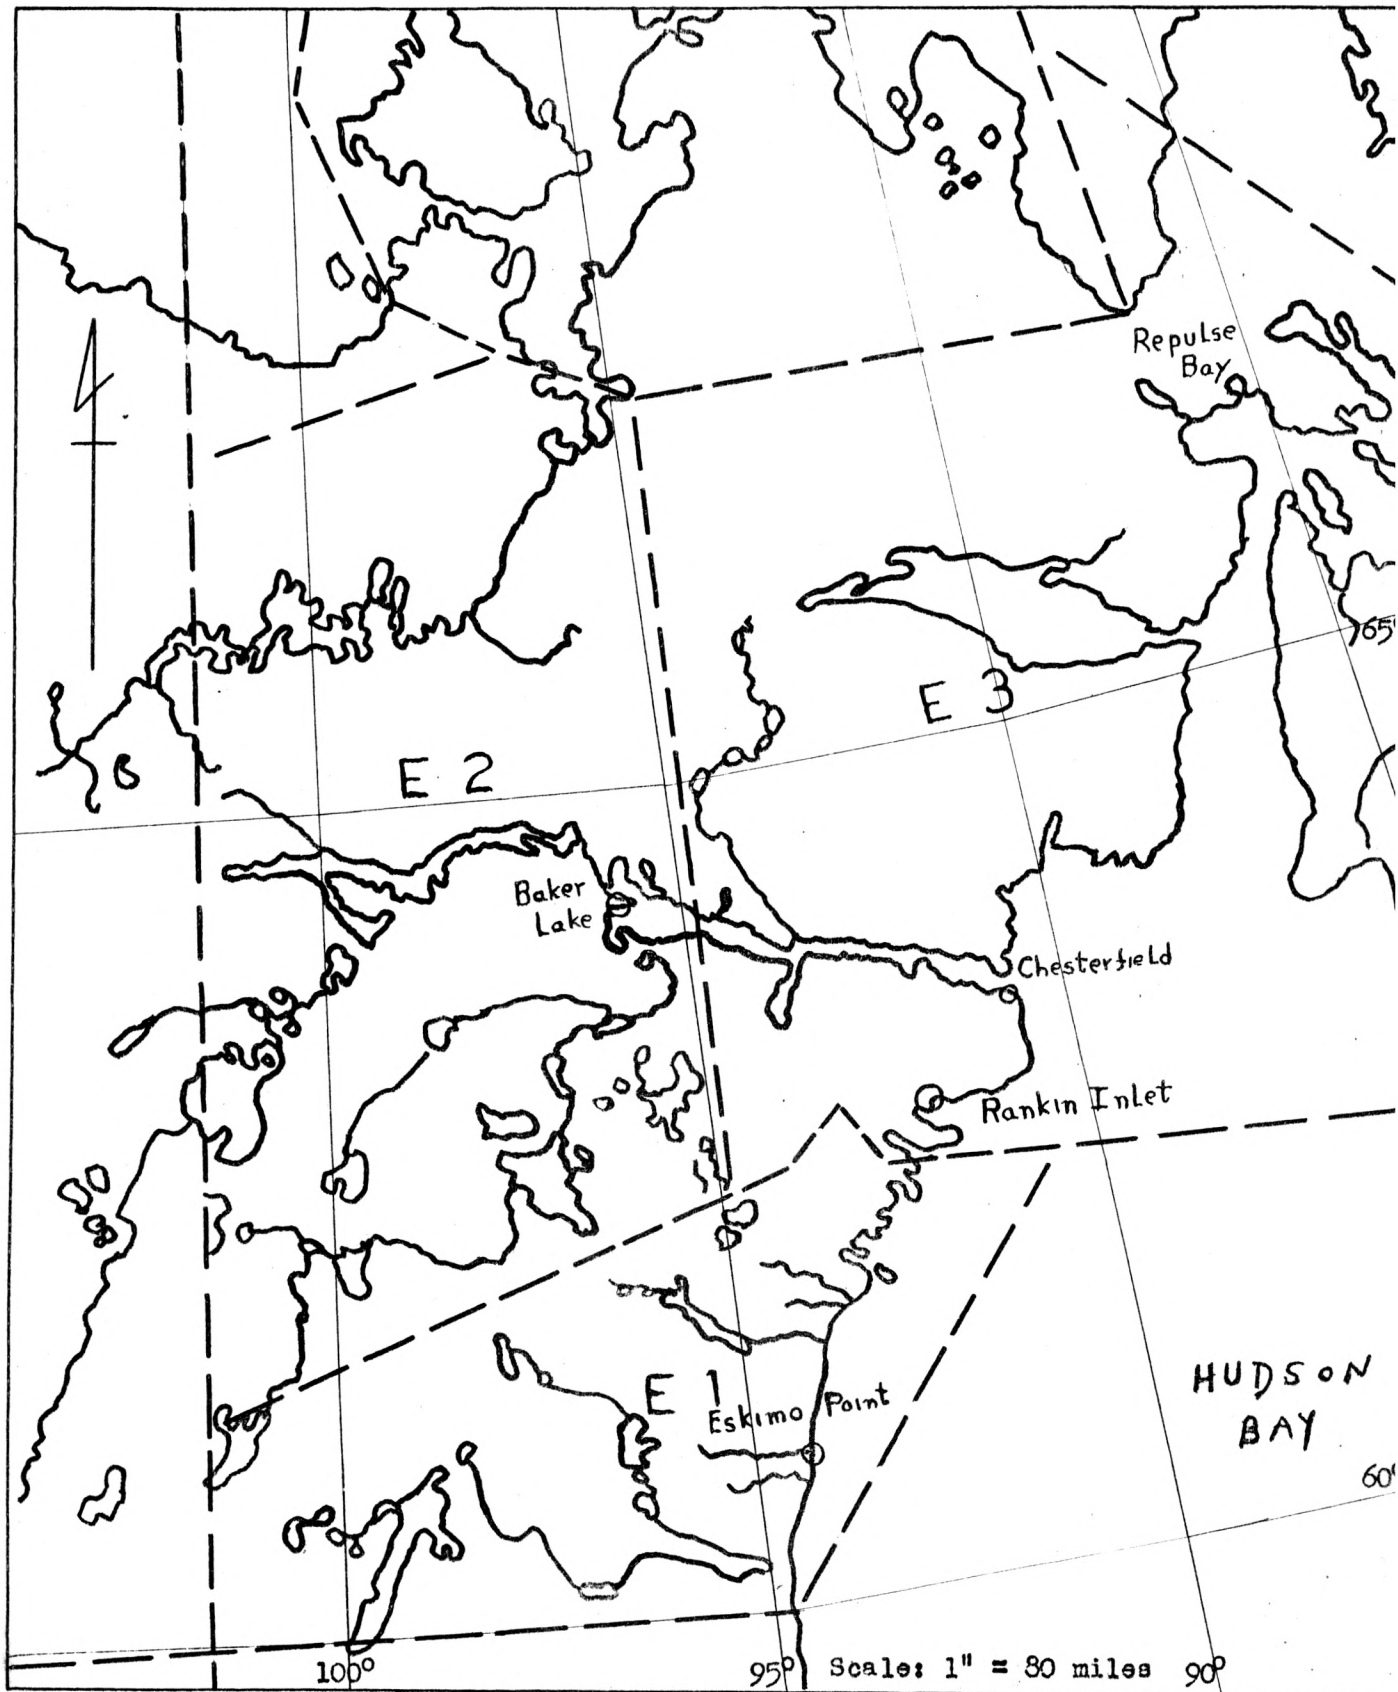 Repulse
Bay
65°
E 3
E 2
Baker
Lake
Chesterfield
Rankin Inlet
E 1
Eskimo Point
HUDSON
BAY
60°
100° 95° Scale: 1" = 80 miles 90°